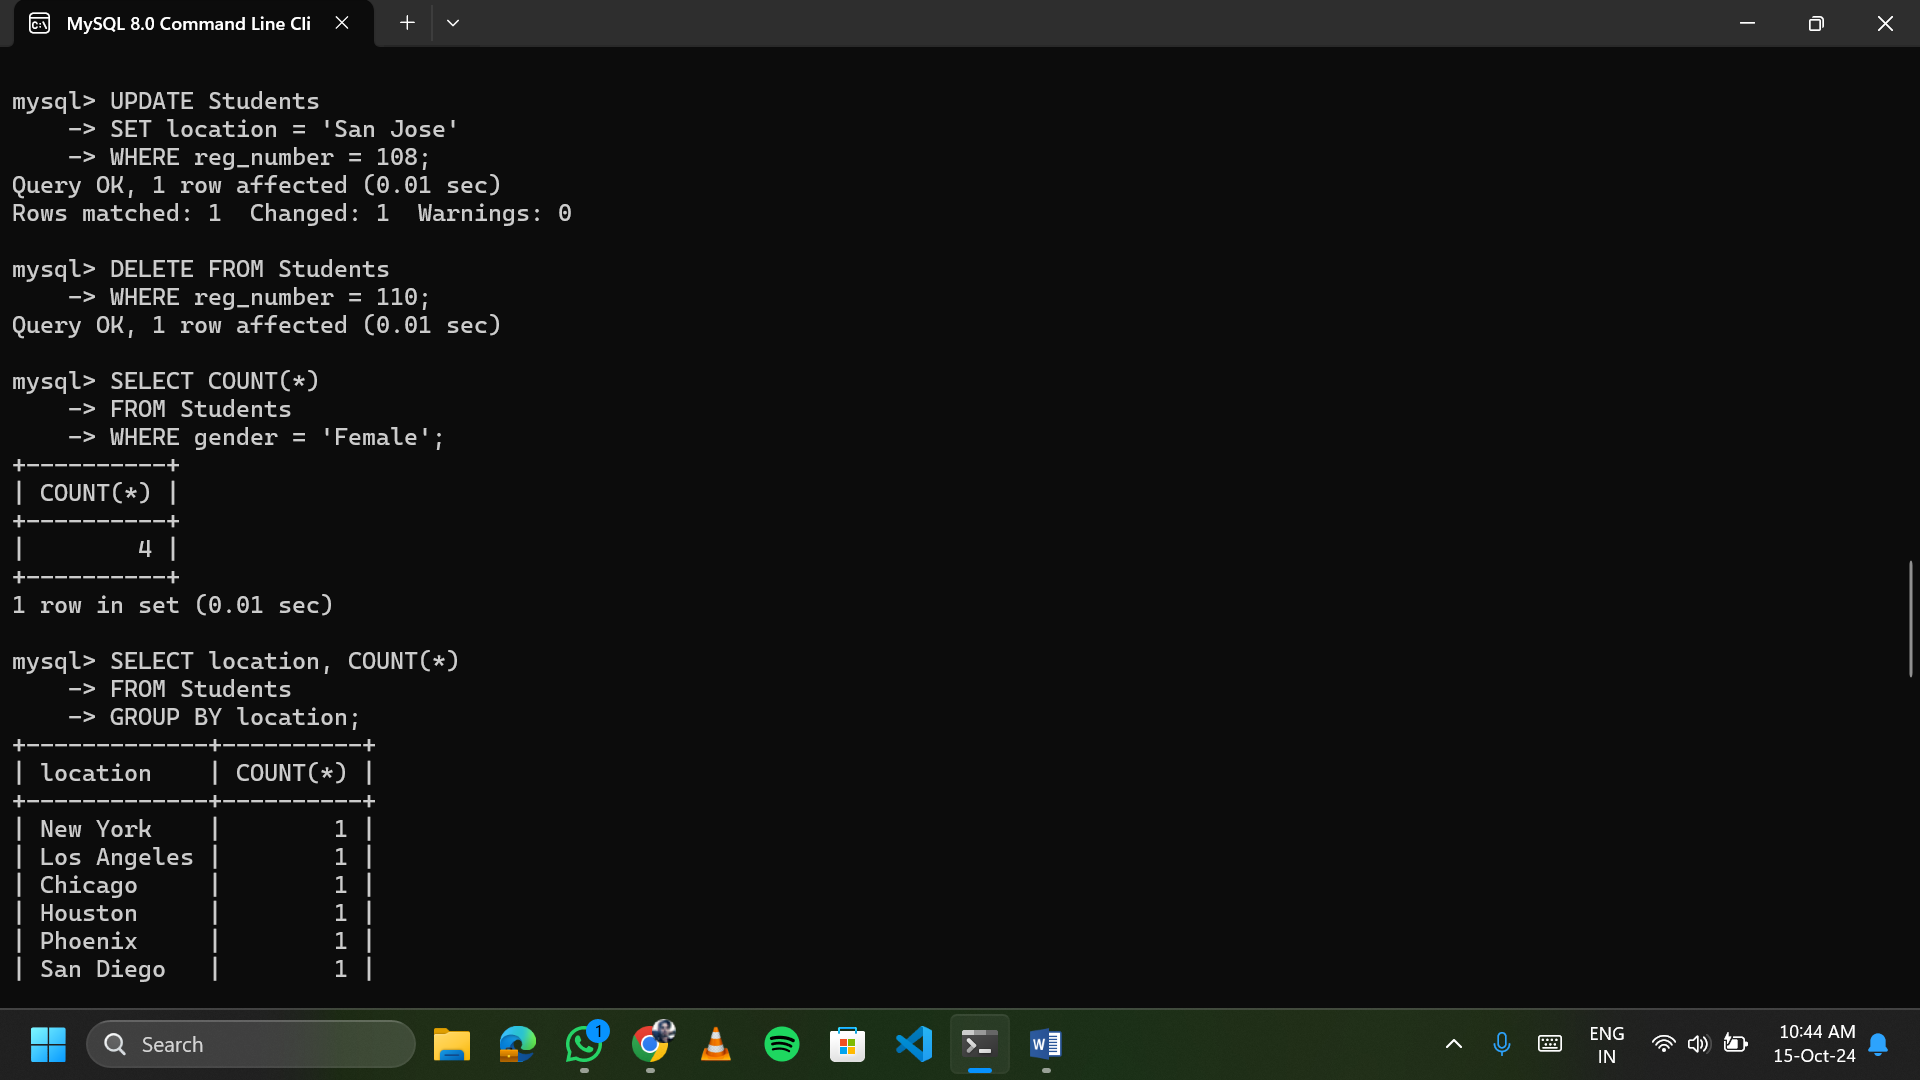 MySQL 8.0 Command Line Cli
mysql> UPDATE Students
    -> SET location = 'San Jose'
    -> WHERE reg_number = 108;
Query OK, 1 row affected (0.01 sec)
Rows matched: 1  Changed: 1  Warnings: 0
mysql> DELETE FROM Students
    -> WHERE reg_number = 110;
Query OK, 1 row affected (0.01 sec)
mysql> SELECT COUNT(*)
    -> FROM Students
    -> WHERE gender = 'Female';
+----------+
| COUNT(*) |
+----------+
|        4 |
+----------+
1 row in set (0.01 sec)
mysql> SELECT location, COUNT(*)
    -> FROM Students
    -> GROUP BY location;
+-------------+----------+
| location    | COUNT(*) |
+-------------+----------+
| New York    |        1 |
| Los Angeles |        1 |
| Chicago     |        1 |
| Houston     |        1 |
| Phoenix     |        1 |
| San Diego   |        1 |
Search
1
W
ENG
IN
10:44 AM
15-Oct-24